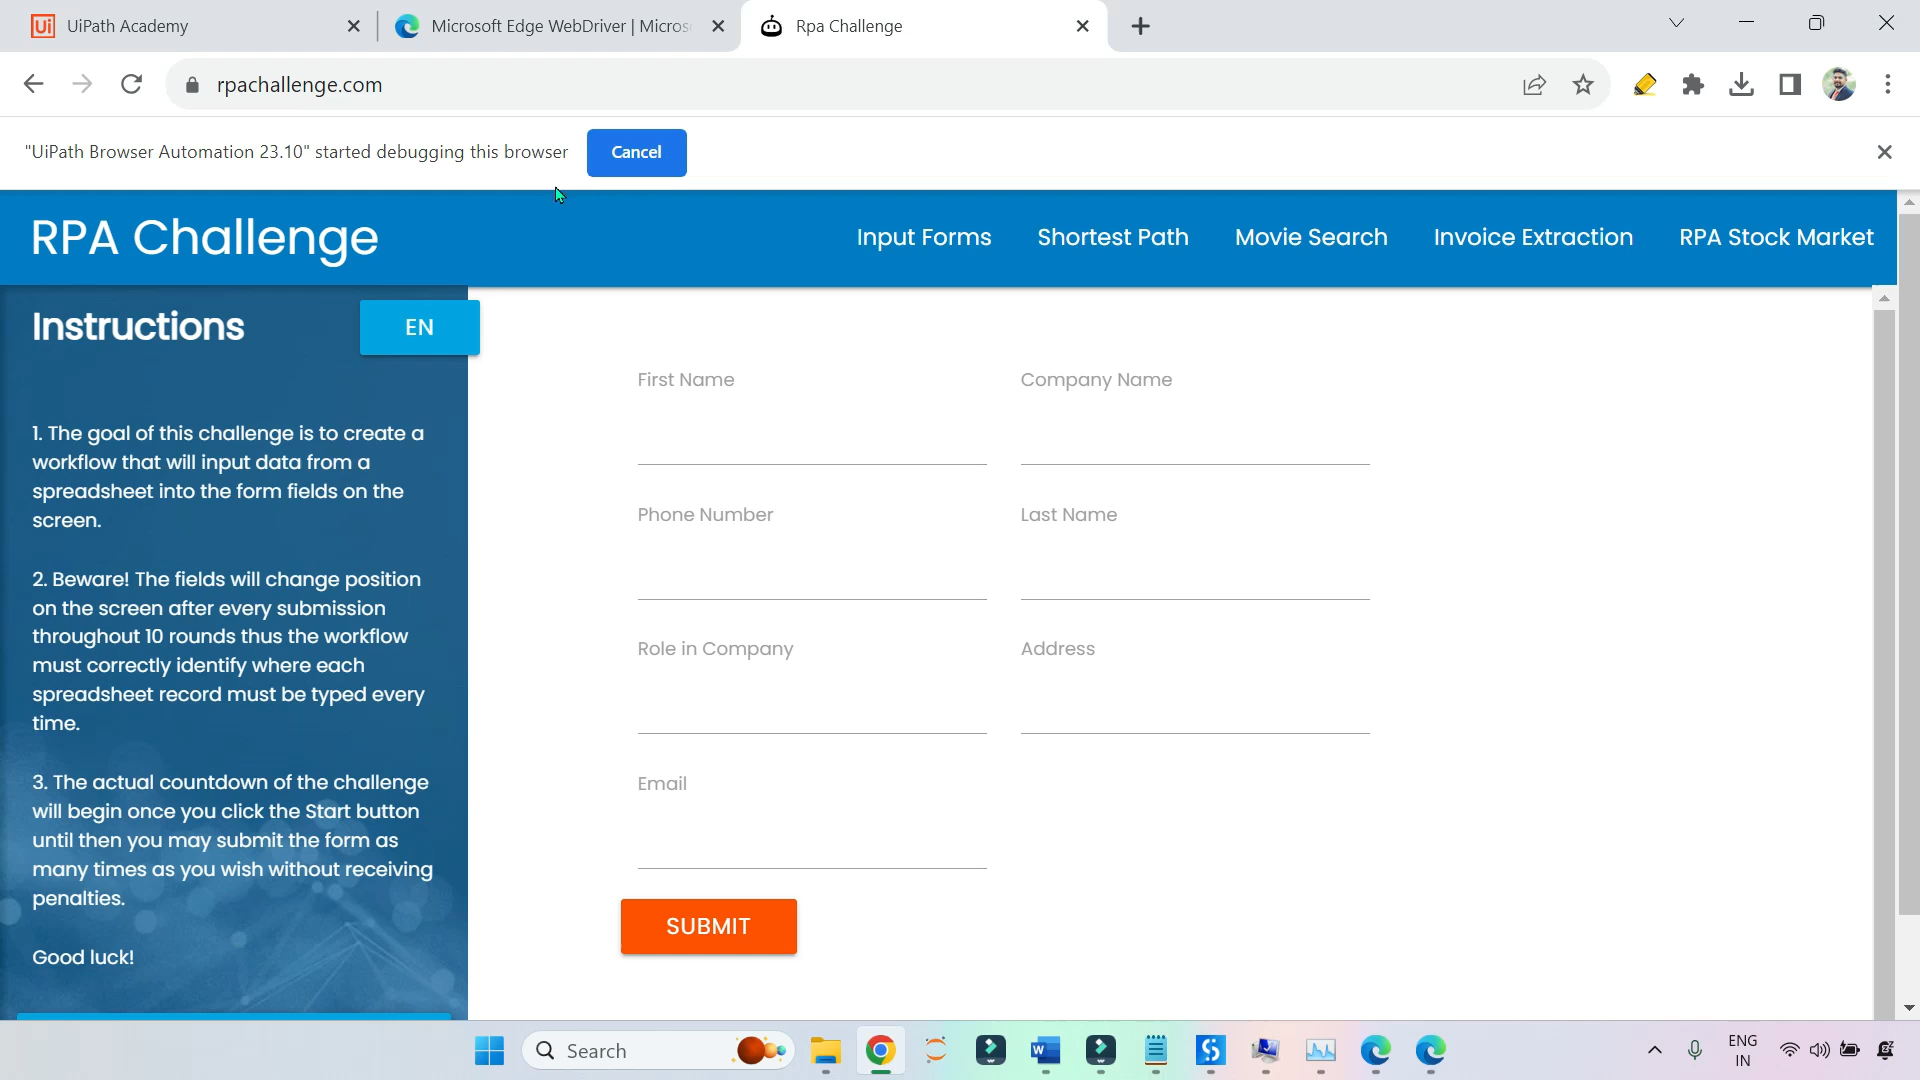 UiPath Academy
Microsoft Edge WebDriver | Micros
Rpa Challenge
rpachallenge.com
"UiPath Browser Automation 23.10" started debugging this browser
Cancel
RPA Challenge
Input Forms
Shortest Path
Movie Search
Invoice Extraction
RPA Stock Market
Instructions
EN
1. The goal of this challenge is to create a
workflow that will input data from a
spreadsheet into the form fields on the
screen.
2. Beware! The fields will change position
on the screen after every submission
throughout 10 rounds thus the workflow
must correctly identify where each
spreadsheet record must be typed every
time.
3. The actual countdown of the challenge
will begin once you click the Start button
until then you may submit the form as
many times as you wish without receiving
penalties.
Good luck!
First Name
Company Name
Phone Number
Last Name
Role in Company
Address
Email
SUBMIT
Search
ENG
IN